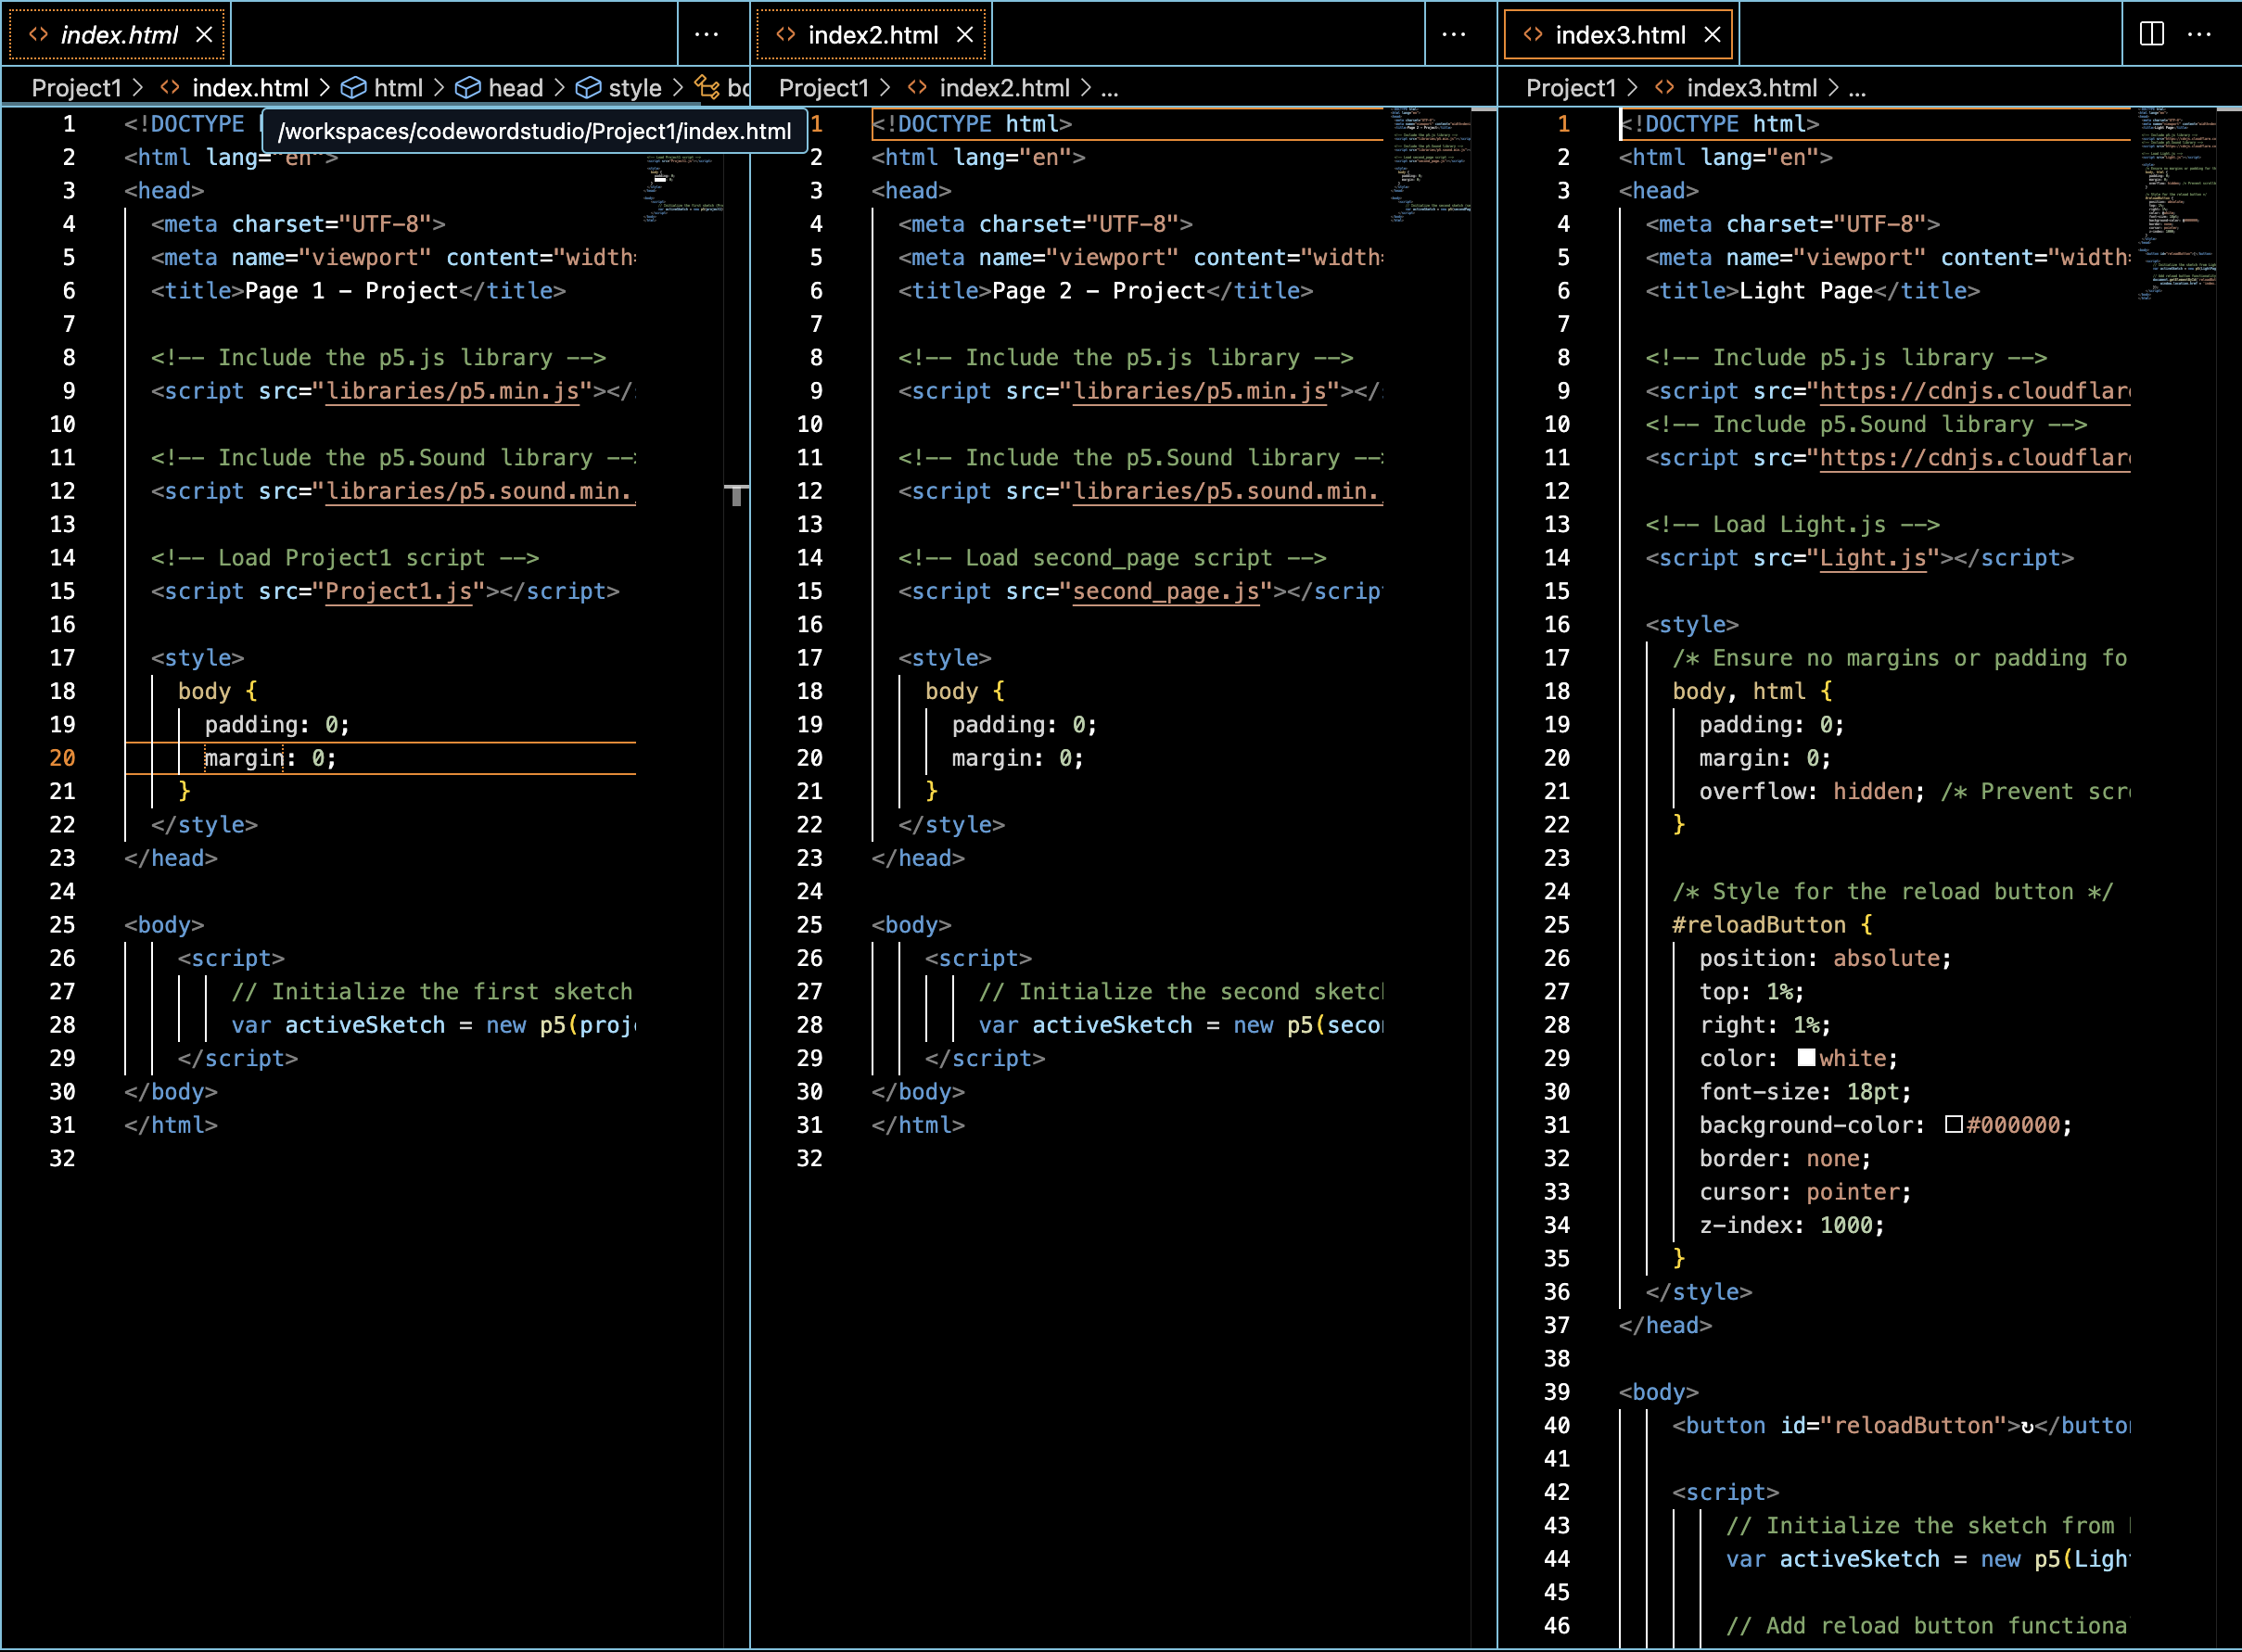 index.html
Project1 > index.html > html > head > style >
/workspaces/codewordstudio/Project1/index.html
1 <!DOCTYPE
2 <html lang="en">
3 <head>
4 <meta charset="UTF-8">
5 <meta name="viewport" content="width
6 <title>Page 1 - Project</title>
7
8 <!-- Include the p5.js library -->
9 <script src="libraries/p5.min.js"></
10
11 <!-- Include the p5.Sound library --
12 <script src="libraries/p5.sound.min.
13
14 <!-- Load Project1 script -->
15 <script src="Project1.js"></script>
16
17 <style>
18 body {
19 padding: 0;
20 margin: 0;
21 }
22 </style>
23 </head>
24
25 <body>
26 <script>
27 // Initialize the first sketch
28 var activeSketch = new p5(proj
29 </script>
30 </body>
31 </html>
32
index2.html
Project1 > index2.html > ...
1 <!DOCTYPE html>
2 <html lang="en">
3 <head>
4 <meta charset="UTF-8">
5 <meta name="viewport" content="width
6 <title>Page 2 - Project</title>
7
8 <!-- Include the p5.js library -->
9 <script src="libraries/p5.min.js"></
10
11 <!-- Include the p5.Sound library --
12 <script src="libraries/p5.sound.min.
13
14 <!-- Load second_page script -->
15 <script src="second_page.js"></scrip
16
17 <style>
18 body {
19 padding: 0;
20 margin: 0;
21 }
22 </style>
23 </head>
24
25 <body>
26 <script>
27 // Initialize the second sketc
28 var activeSketch = new p5(seco
29 </script>
30 </body>
31 </html>
32
index3.html
Project1 > index3.html > ...
1 <!DOCTYPE html>
2 <html lang="en">
3 <head>
4 <meta charset="UTF-8">
5 <meta name="viewport" content="width
6 <title>Light Page</title>
7
8 <!-- Include p5.js library -->
9 <script src="https://cdnjs.cloudflar
10 <!-- Include p5.Sound library -->
11 <script src="https://cdnjs.cloudflar
12
13 <!-- Load Light.js -->
14 <script src="Light.js"></script>
15
16 <style>
17 /* Ensure no margins or padding fo
18 body, html {
19 padding: 0;
20 margin: 0;
21 overflow: hidden; /* Prevent scr
22 }
23
24 /* Style for the reload button */
25 #reloadButton {
26 position: absolute;
27 top: 1%;
28 right: 1%;
29 color: white;
30 font-size: 18pt;
31 background-color: #000000;
32 border: none;
33 cursor: pointer;
34 z-index: 1000;
35 }
36 </style>
37 </head>
38
39 <body>
40 <button id="reloadButton">↻</butto
41
42 <script>
43 // Initialize the sketch from
44 var activeSketch = new p5(Ligh
45
46 // Add reload button functiona